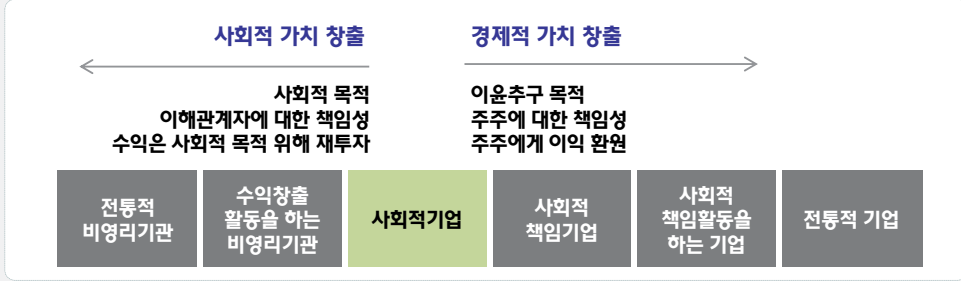 사회적 가치 창출
경제적 가치 창출
사회적 목적
이해관계자에 대한 책임성
수익은 사회적 목적 위해 재투자
이윤추구 목적
주주에 대한 책임성
주주에게 이익 환원
전통적
비영리기관
수익창출
활동을 하는
비영리기관
사회적기업
사회적
책임기업
사회적
책임활동을
하는 기업
전통적 기업